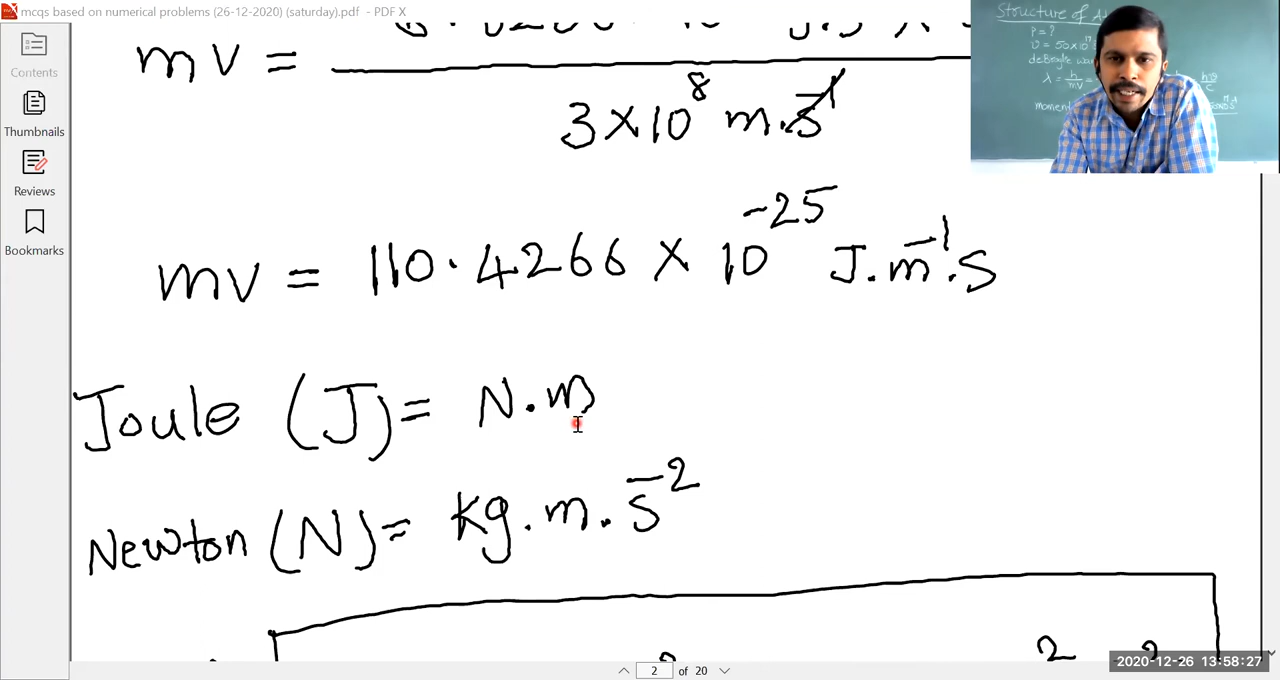 mcqs based on numerical problems (26-12-2020) (saturday).pdf - PDF X
Contents
Thumbnails
Reviews
Bookmarks
Structure of
P = ?
mv =
3 × 10⁸ m.s⁻¹
mv = 110.4266 × 10⁻²⁵ J.m⁻¹.s
Joule (J) = N.m
Newton (N) = kg.m.s⁻²
2 of 20
2020-12-26 13:58:27